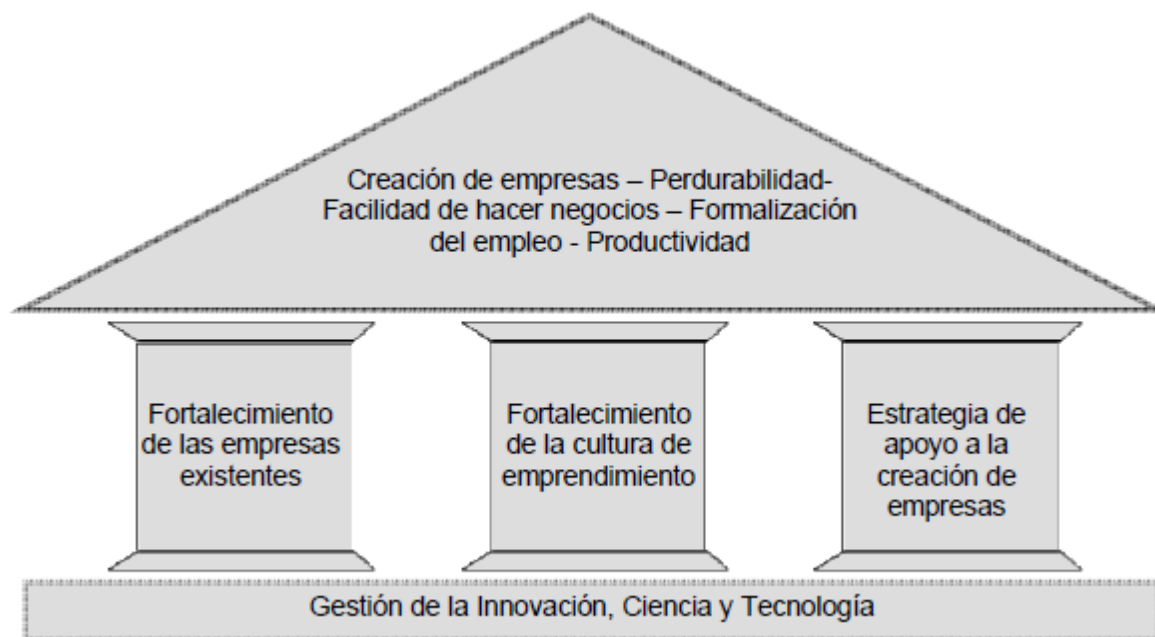 Creación de empresas – Perdurabilidad-
Facilidad de hacer negocios – Formalización
del empleo - Productividad
Fortalecimiento
de las empresas
existentes
Fortalecimiento
de la cultura de
emprendimiento
Estrategia de
apoyo a la
creación de
empresas
Gestión de la Innovación, Ciencia y Tecnología